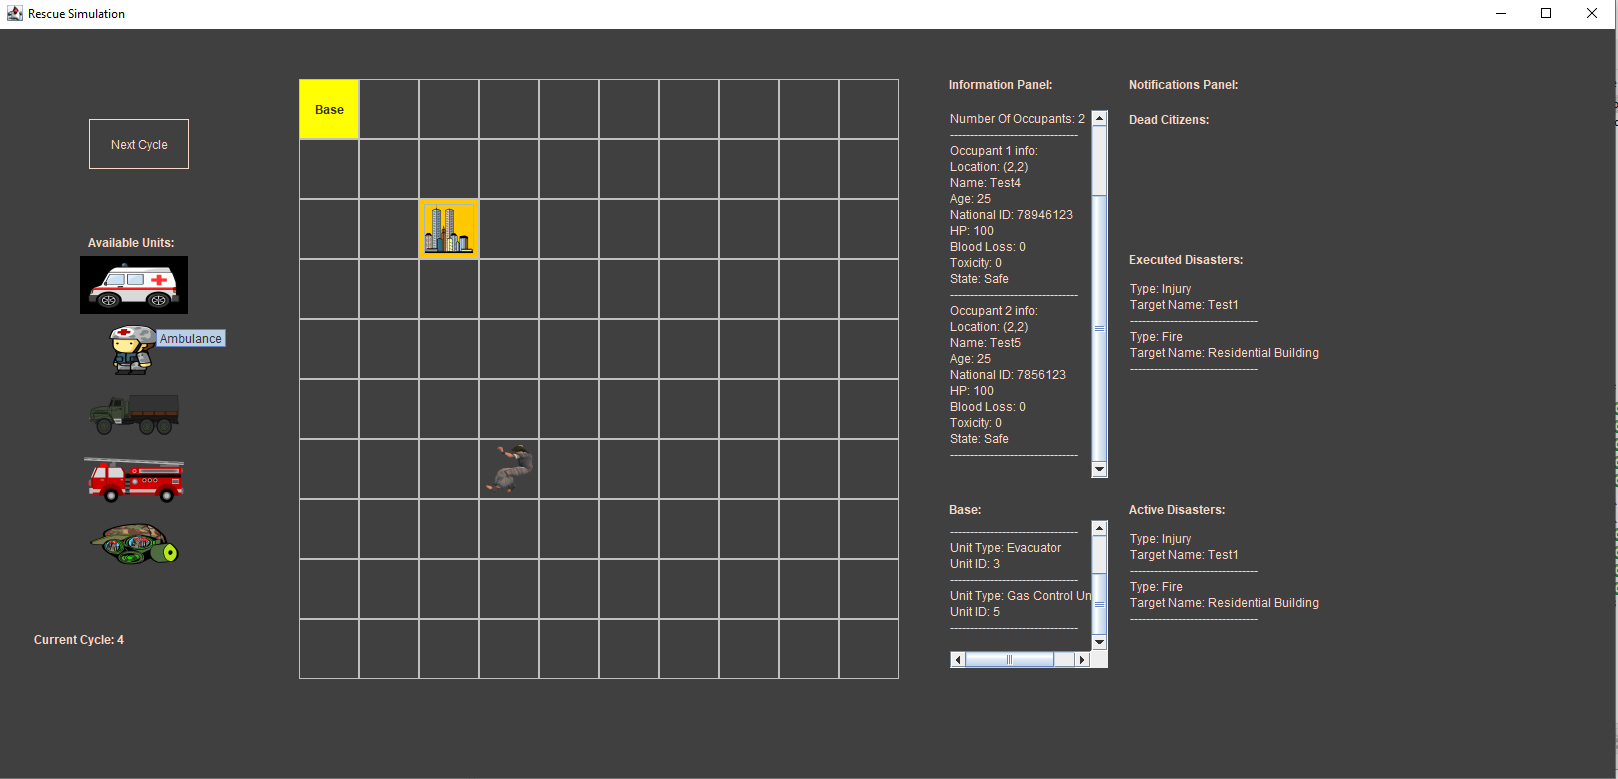 Rescue Simulation
Base
Next Cycle
Available Units:
Ambulance
Current Cycle: 4
Information Panel:
Number Of Occupants: 2
--------------------------------
Occupant 1 info:
Location: (2,2)
Name: Test4
Age: 25
National ID: 78946123
HP: 100
Blood Loss: 0
Toxicity: 0
State: Safe
--------------------------------
Occupant 2 info:
Location: (2,2)
Name: Test5
Age: 25
National ID: 7856123
HP: 100
Blood Loss: 0
Toxicity: 0
State: Safe
--------------------------------
Base:
--------------------------------
Unit Type: Evacuator
Unit ID: 3
--------------------------------
Unit Type: Gas Control Un
Unit ID: 5
--------------------------------
Notifications Panel:
Dead Citizens:
Executed Disasters:
Type: Injury
Target Name: Test1
--------------------------------
Type: Fire
Target Name: Residential Building
--------------------------------
Active Disasters:
Type: Injury
Target Name: Test1
--------------------------------
Type: Fire
Target Name: Residential Building
--------------------------------